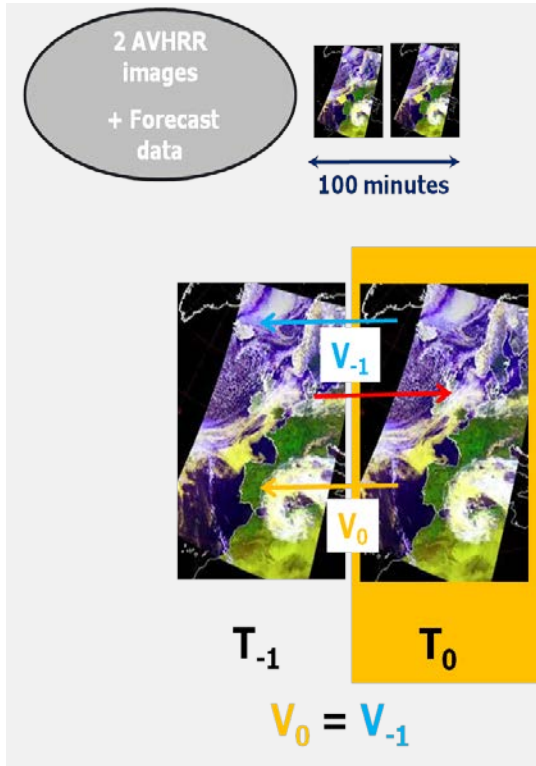 2 AVHRR
images
+ Forecast
data
100 minutes
V₋₁
V₀
T₋₁
T₀
V₀ = V₋₁